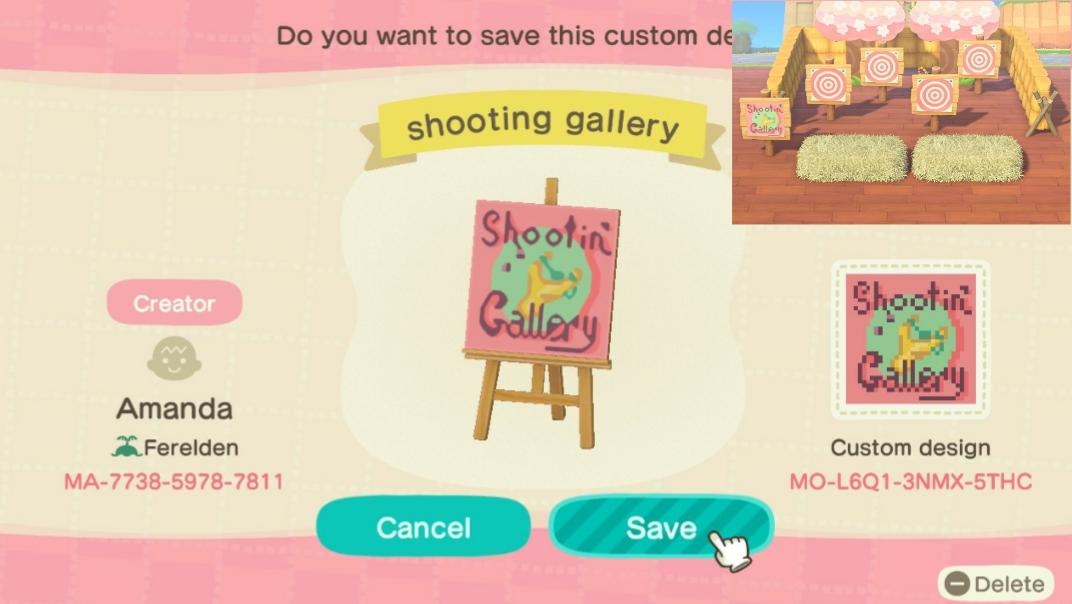 Do you want to save this custom de
shooting gallery
Shootin'
Gallery
Shootin'
Gallery
Creator
Amanda
Ferelden
MA-7738-5978-7811
Shootin'
Gallery
Custom design
MO-L6Q1-3NMX-5THC
Cancel
Save
Delete